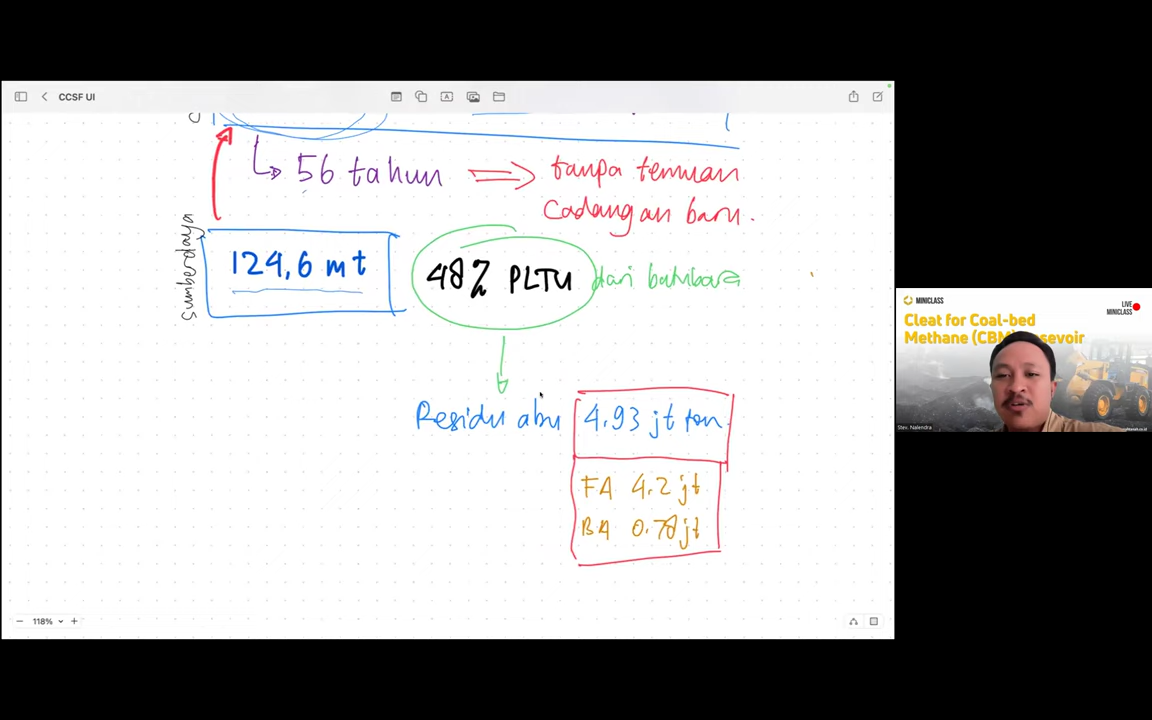 CCSF UI
56 tahun
tanpa temuan
cadangan baru.
Sumberdaya
124,6 mt
48% PLTU
dari batubara
Residu abu
4.93 jt ton.
FA 4.2 jt
BA 0.78 jt
118%
MINICLASS
LIVE
MINICLASS
Cleat for Coal-bed
Methane (CBM)
Stev. Nalendra